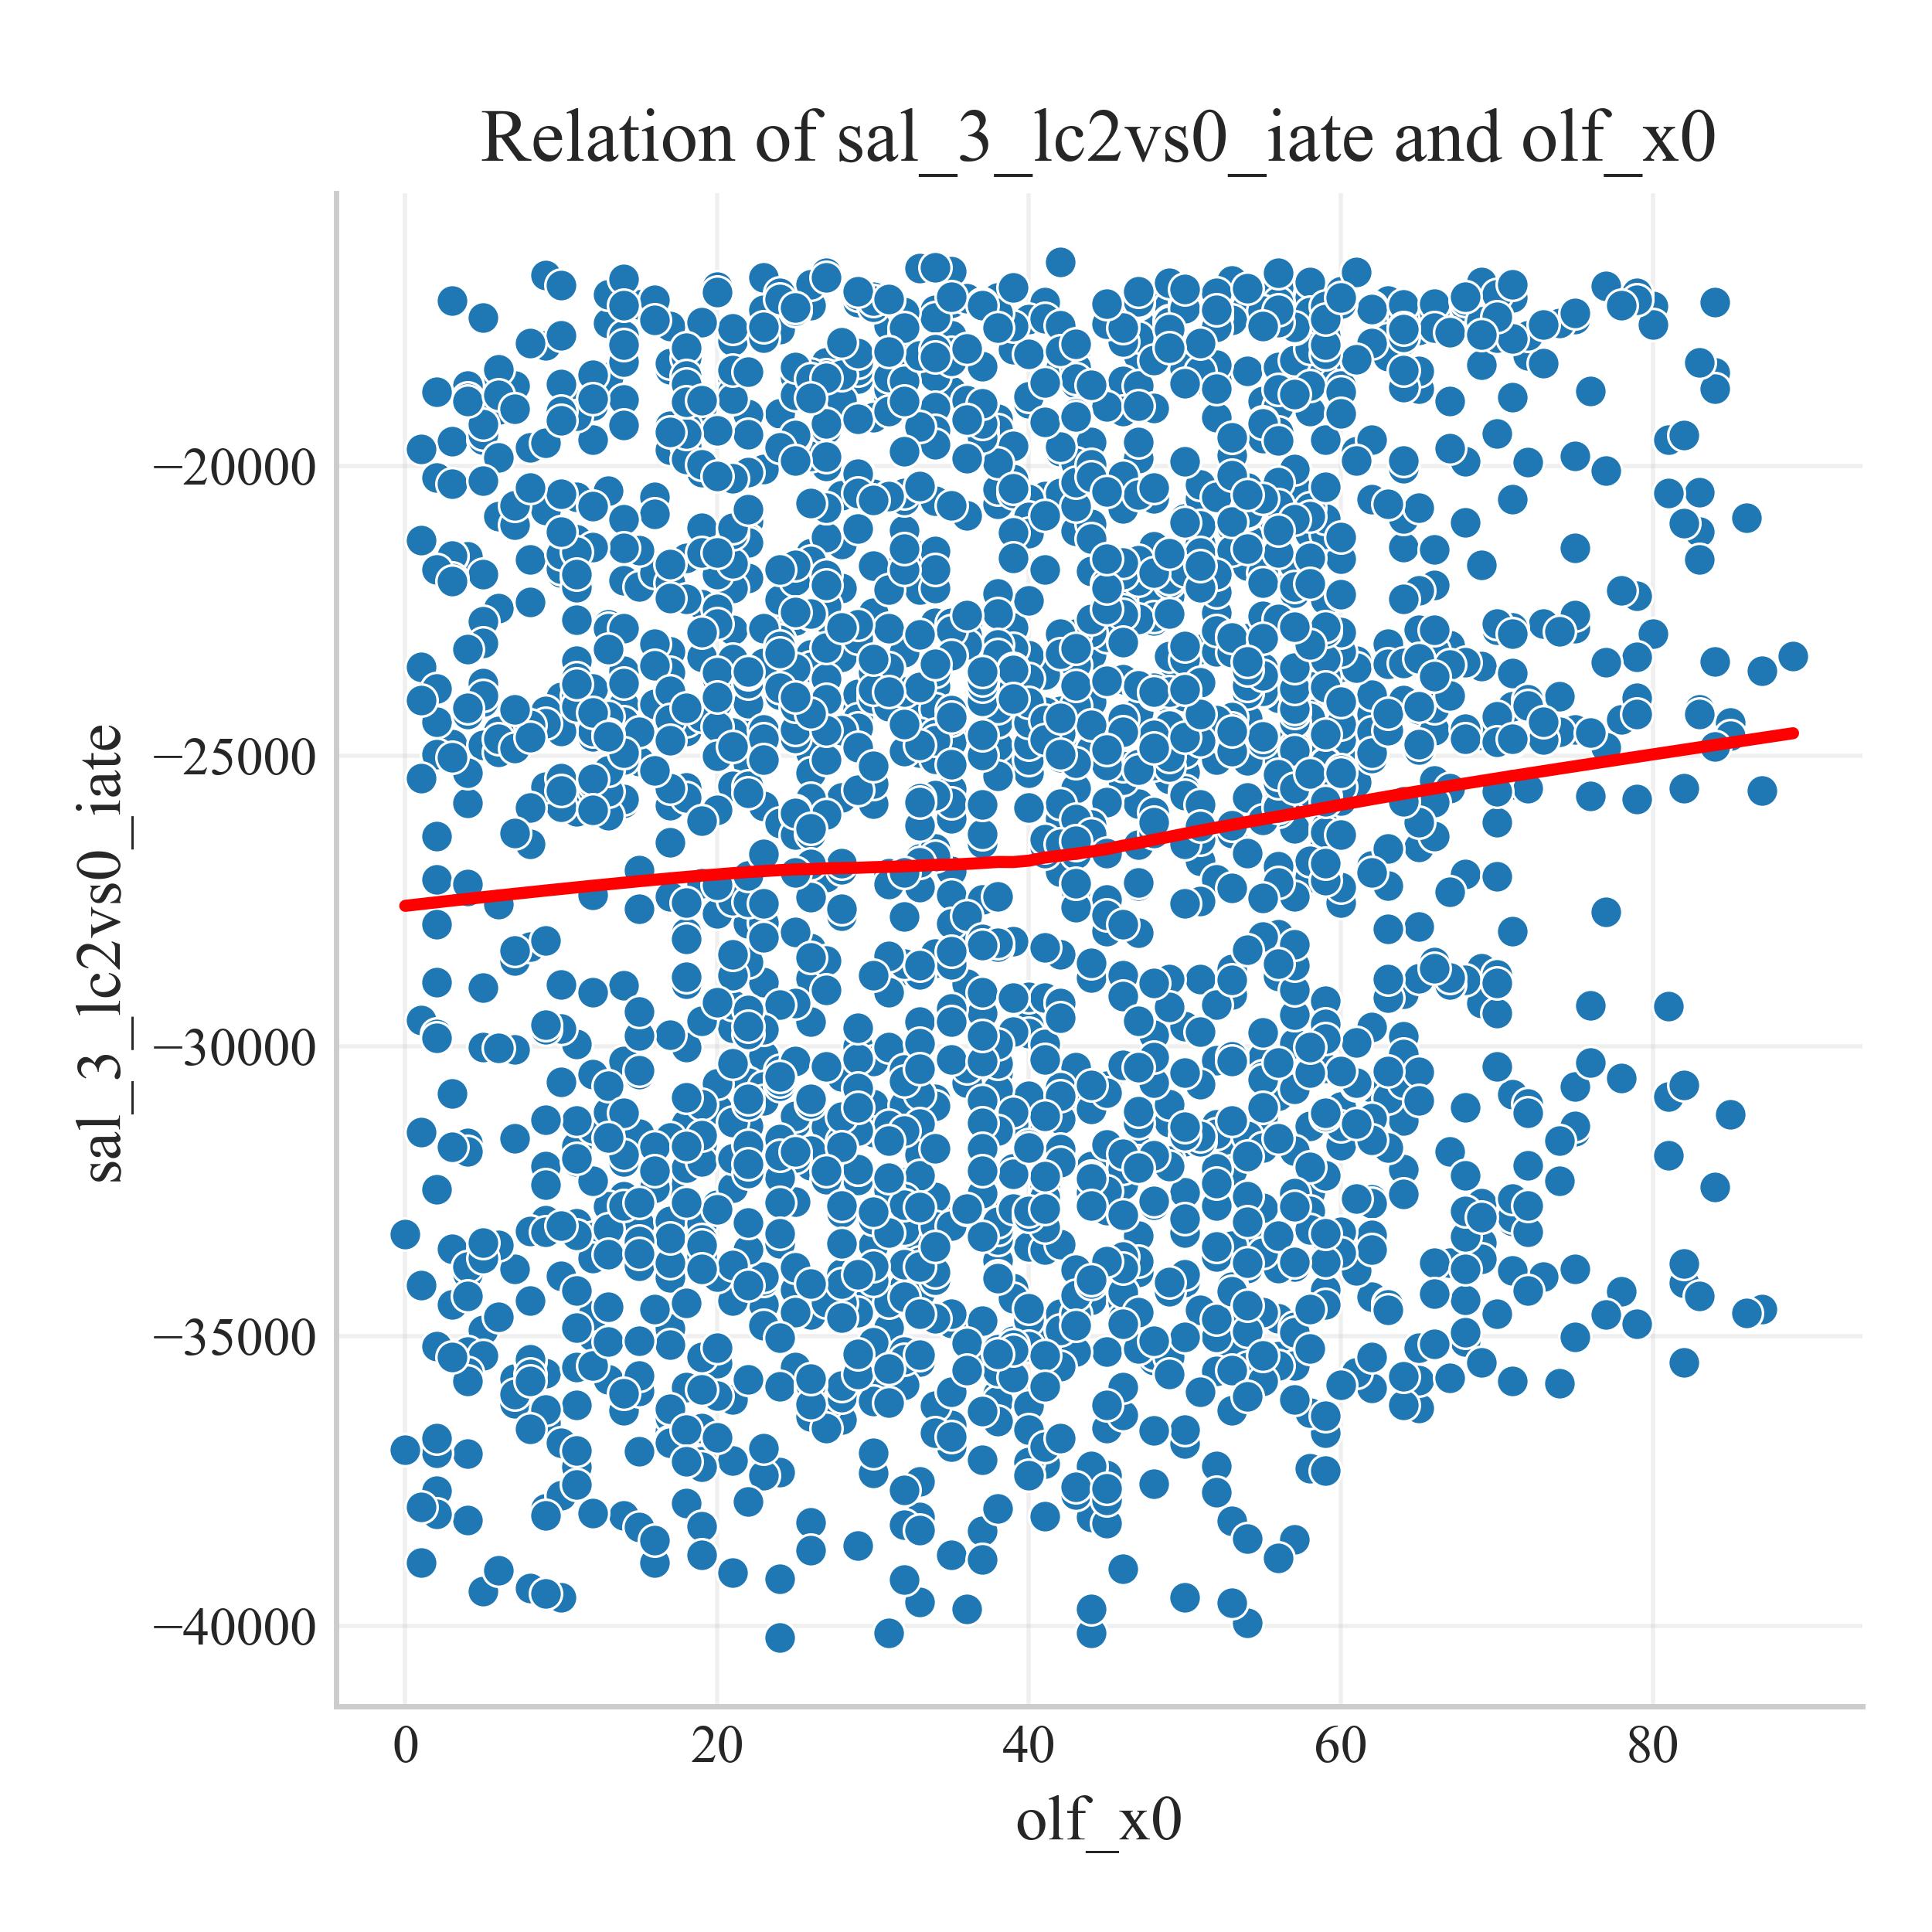 Relation of sal_3_lc2vs0_iate and olf_x0
sal_3_lc2vs0_iate
−20000
−25000
−30000
−35000
−40000
0 20 40 60 80
olf_x0